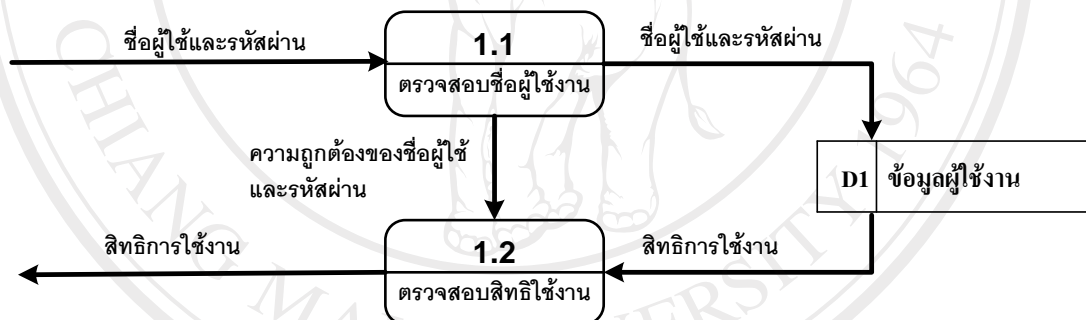 ชื่อผู้ใช้และรหัสผ่าน
1.1
ตรวจสอบชื่อผู้ใช้งาน
ชื่อผู้ใช้และรหัสผ่าน
ความถูกต้องของชื่อผู้ใช้
และรหัสผ่าน
D1 ข้อมูลผู้ใช้งาน
สิทธิการใช้งาน
1.2
ตรวจสอบสิทธิใช้งาน
สิทธิการใช้งาน
CHIANG MAI UNIVERSITY 1964